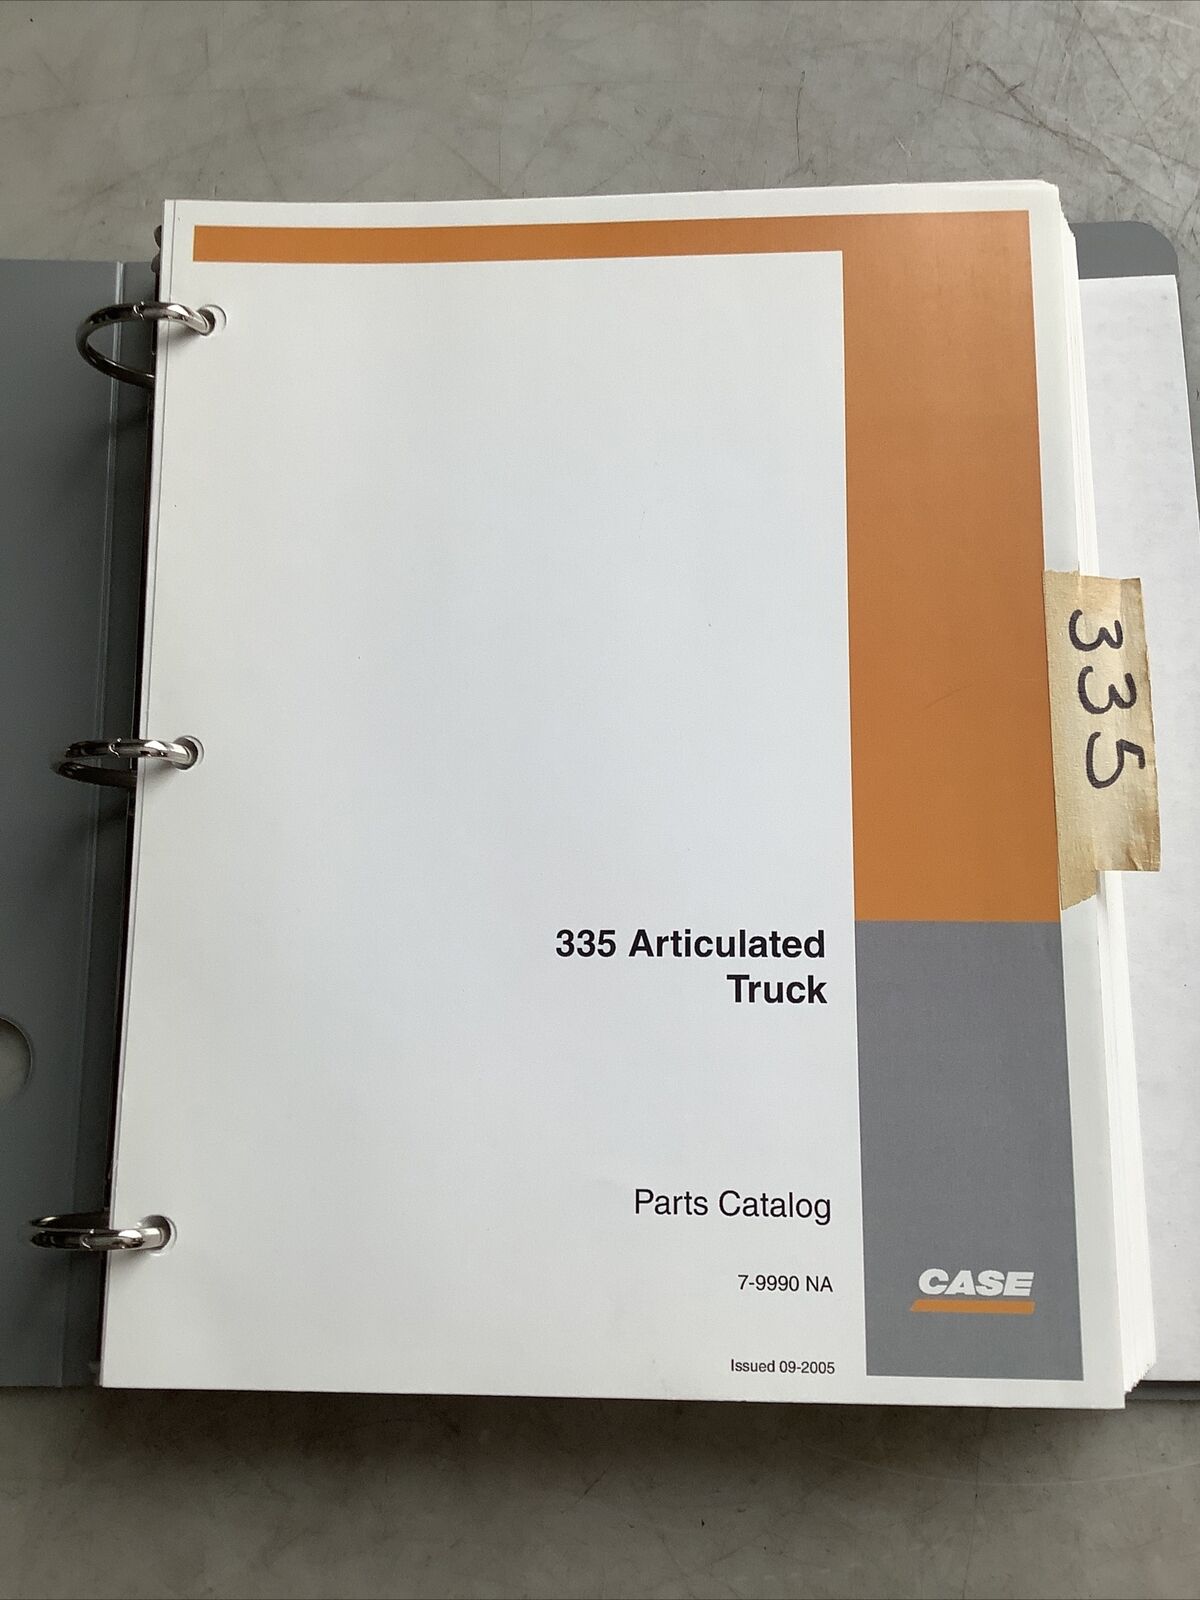 335
335 Articulated
Truck
Parts Catalog
7-9990 NA
CASE
Issued 09-2005